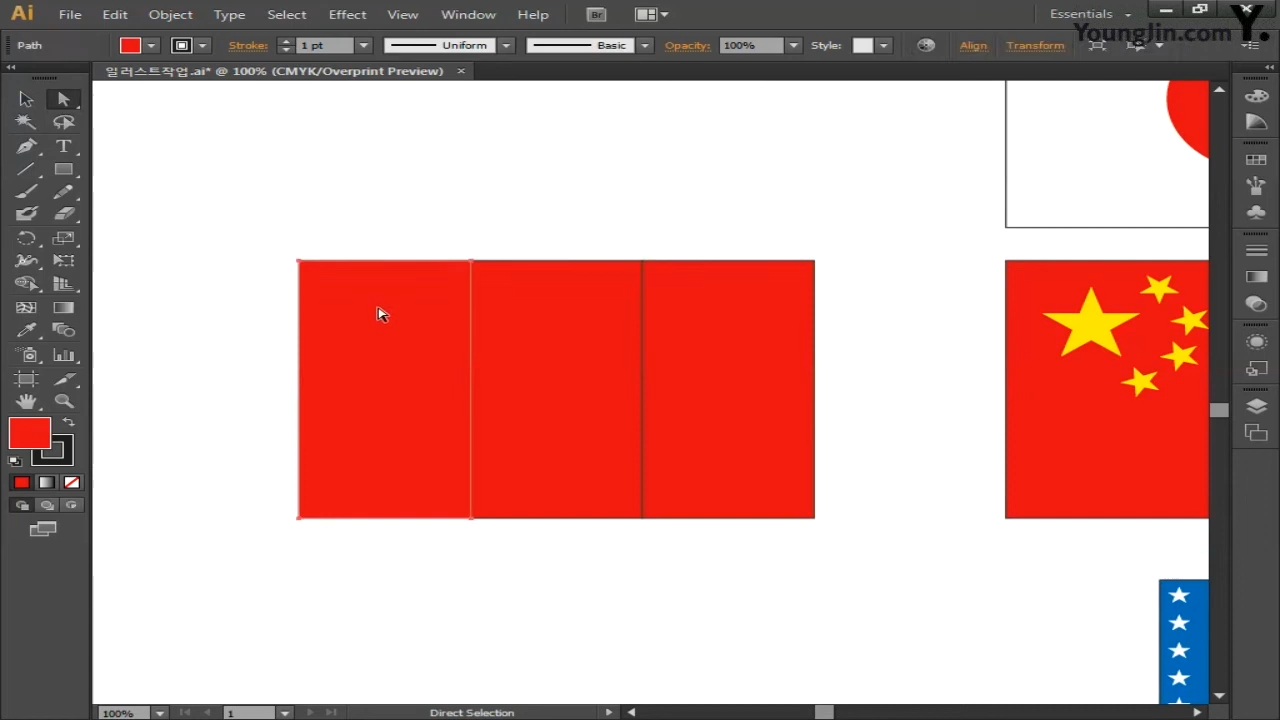 Ai File Edit Object Type Select Effect View Window Help Br Essentials
YoungJin.com Y.
Path Stroke: 1 pt Uniform Basic Opacity: 100% Style: Align Transform
일러스트작업.ai* @ 100% (CMYK/Overprint Preview) ×
T
100% 1 Direct Selection